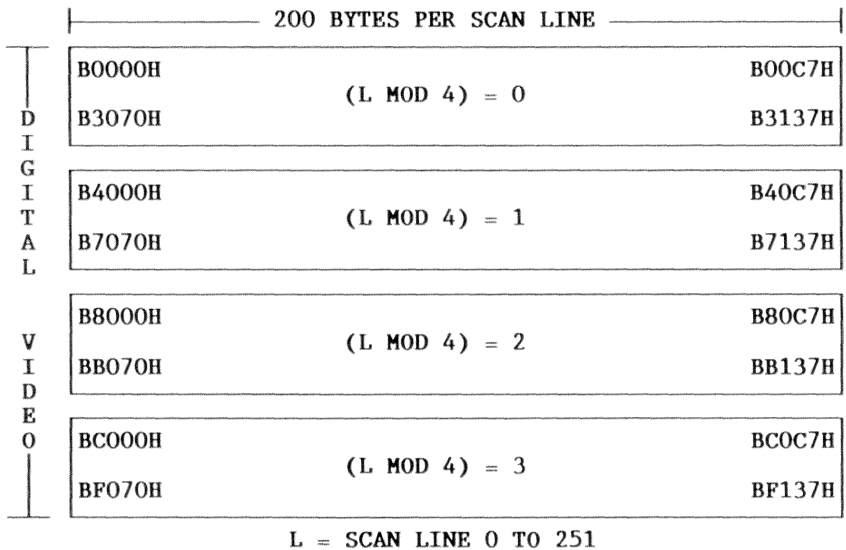 200 BYTES PER SCAN LINE
B0000H B00C7H
(L MOD 4) = 0
B3070H B3137H
B4000H B40C7H
(L MOD 4) = 1
B7070H B7137H
B8000H B80C7H
(L MOD 4) = 2
BB070H BB137H
BC000H BC0C7H
(L MOD 4) = 3
BF070H BF137H
DIGITAL VIDEO
L = SCAN LINE 0 TO 251